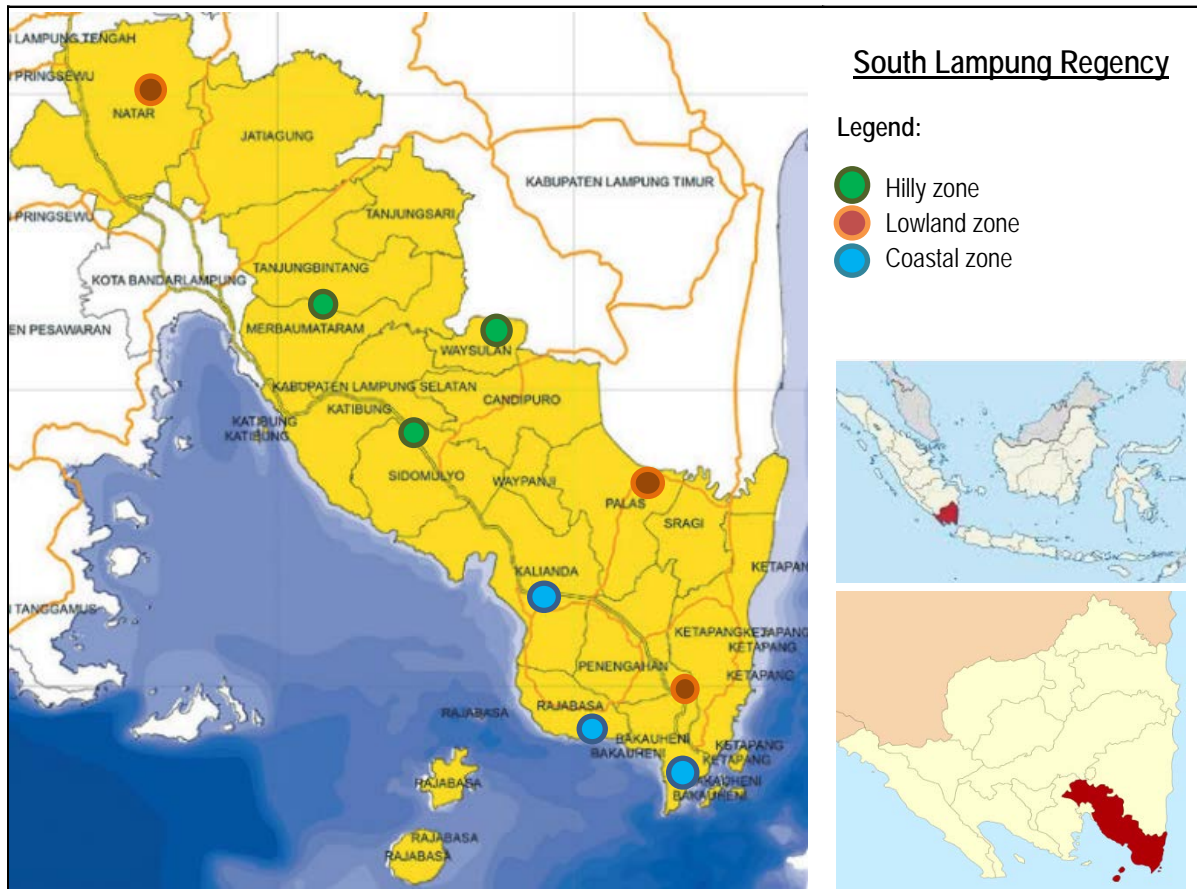 N LAMPUNG TENGAH
N PRINGSEWU
NATAR
JATIAGUNG
KABUPATEN LAMPUNG TIMUR
N PRINGSEWU
TANJUNGSARI
TANJUNGBINTANG
KOTA BANDARLAMPUNG
EN PESAWARAN
MERBAUMATARAM
WAYSULAN
KABUPATEN LAMPUNG SELATAN
CANDIPURO
KATIBUNG
KATIBUNG
KATIBUNG
SIDOMULYO
WAYPANJI
PALAS
SRAGI
KALIANDA
KETAPANG
N TANGGAMUS
KETAPANG
KETAPANG
KETAPANG
PENENGAHAN
KETAPANG
RAJABASA
RAJABASA
BAKAUHENI
BAKAUHENI
KETAPANG
KETAPANG
BAKAUHENI
BAKAUHENI
RAJABASA
RAJABASA
RAJABASA
South Lampung Regency
Legend:
Hilly zone
Lowland zone
Coastal zone